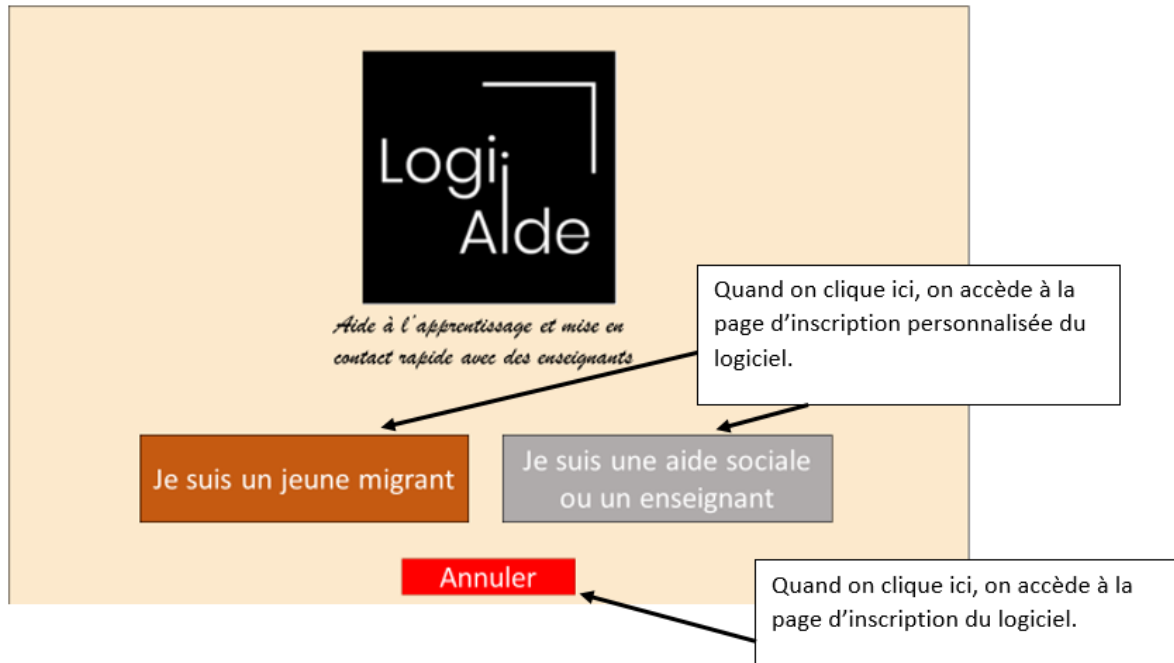 Logi
Aide
Aide à l'apprentissage et mise en
contact rapide avec des enseignants
Quand on clique ici, on accède à la
page d'inscription personnalisée du
logiciel.
Je suis un jeune migrant
Je suis une aide sociale
ou un enseignant
Annuler
Quand on clique ici, on accède à la
page d'inscription du logiciel.